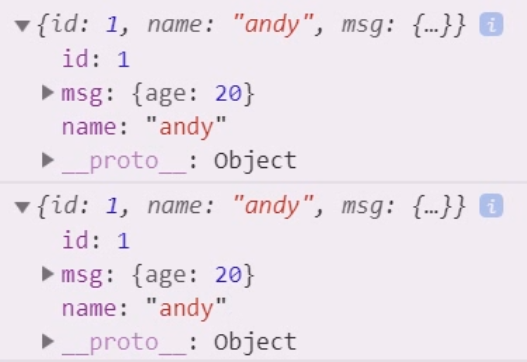 ▼{id: 1, name: "andy", msg: {…}} i
id: 1
▶msg: {age: 20}
name: "andy"
▶__proto__: Object
▼{id: 1, name: "andy", msg: {…}} i
id: 1
▶msg: {age: 20}
name: "andy"
▶__proto__: Object